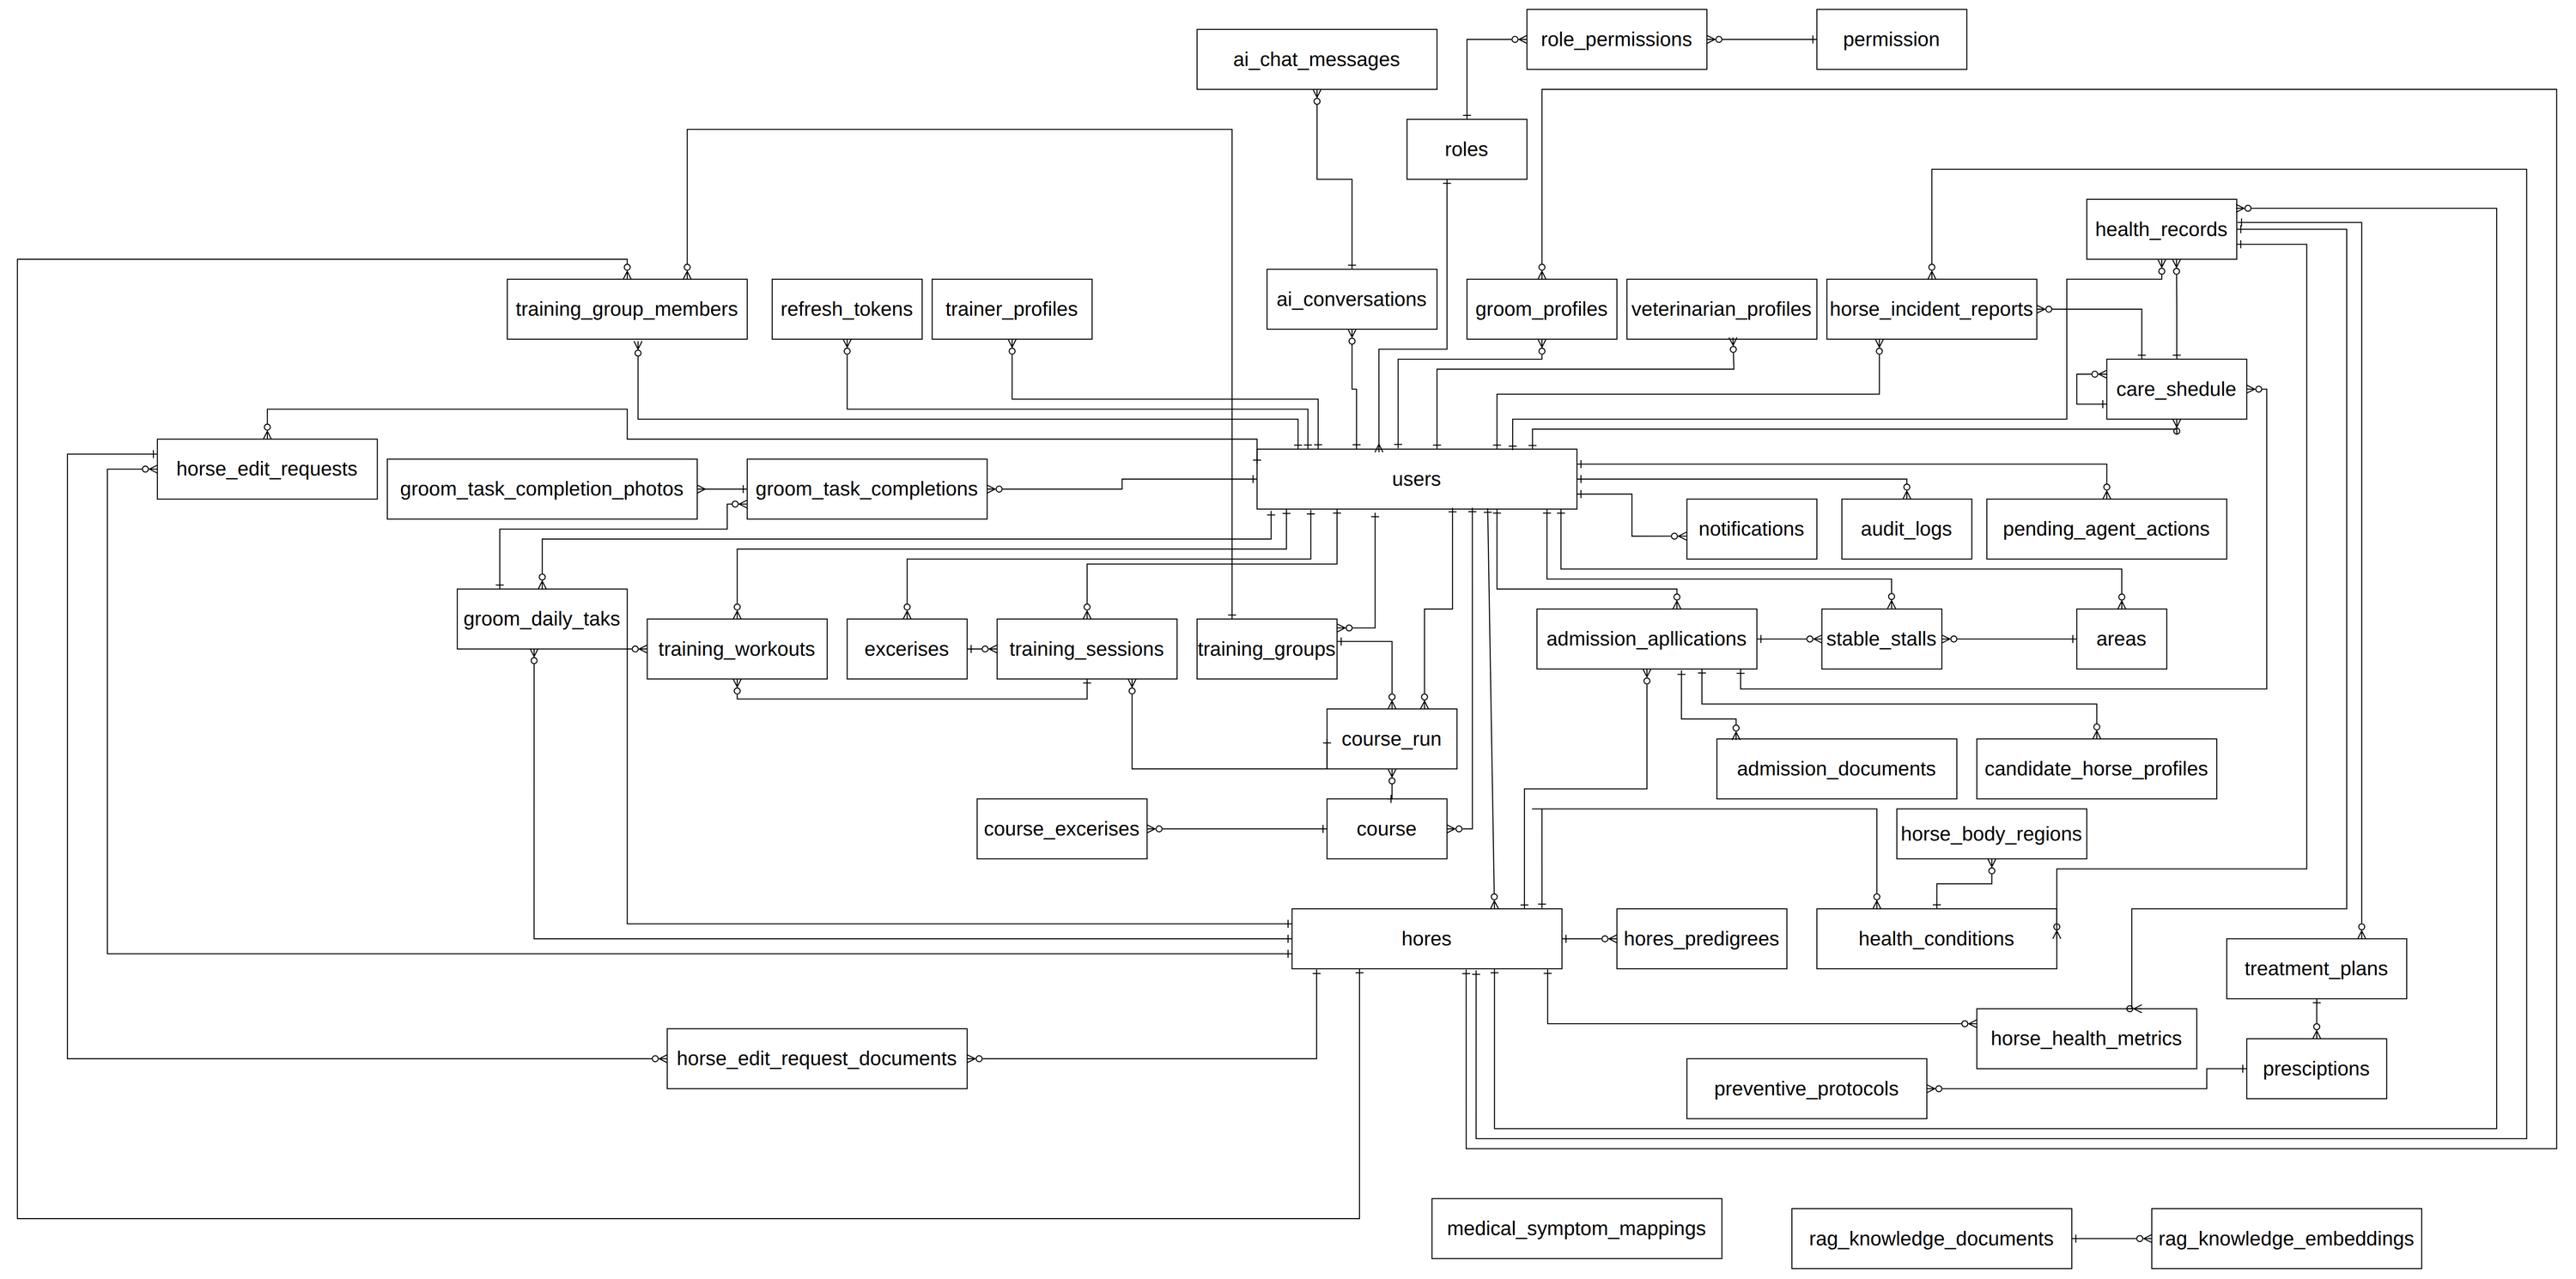 role_permissions
permission
ai_chat_messages
roles
health_records
training_group_members
refresh_tokens
trainer_profiles
ai_conversations
groom_profiles
veterinarian_profiles
horse_incident_reports
care_shedule
horse_edit_requests
groom_task_completion_photos
groom_task_completions
users
notifications
audit_logs
pending_agent_actions
groom_daily_taks
training_workouts
excerises
training_sessions
training_groups
admission_apllications
stable_stalls
areas
course_run
admission_documents
candidate_horse_profiles
course_excerises
course
horse_body_regions
hores
hores_predigrees
health_conditions
treatment_plans
horse_edit_request_documents
horse_health_metrics
presciptions
preventive_protocols
medical_symptom_mappings
rag_knowledge_documents
rag_knowledge_embeddings